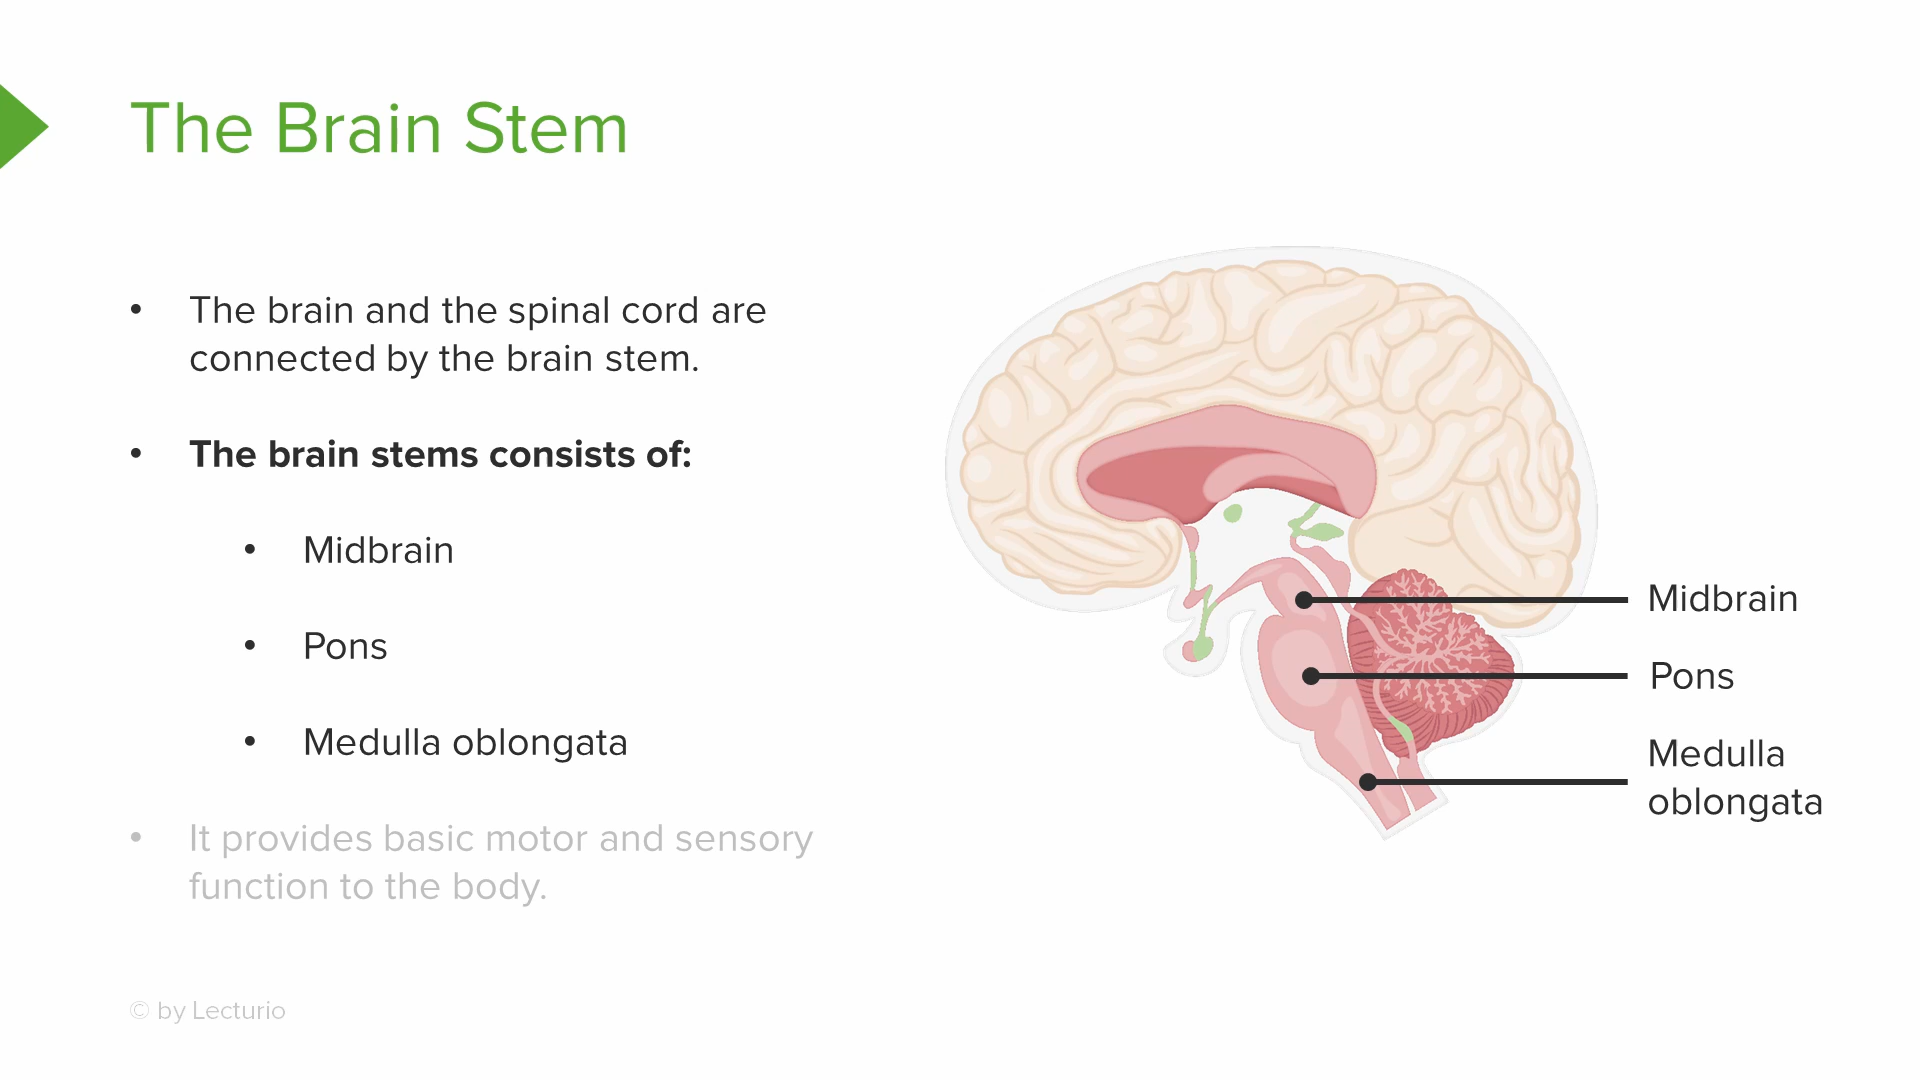 The Brain Stem
• The brain and the spinal cord are
connected by the brain stem.
• The brain stems consists of:
• Midbrain
• Pons
• Medulla oblongata
• It provides basic motor and sensory
function to the body.
Midbrain
Pons
Medulla
oblongata
© by Lecturio